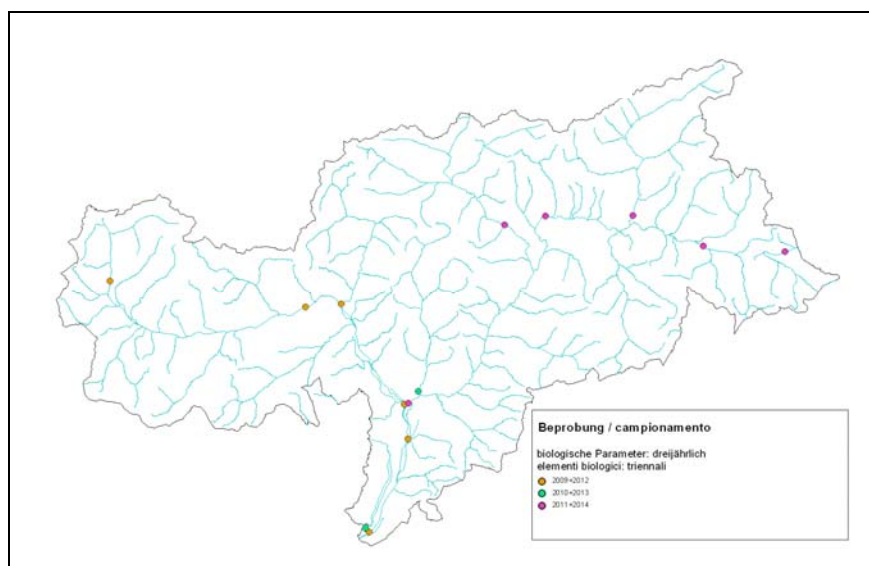 Beprobung / campionamento
biologische Parameter: dreijährlich
elementi biologici: triennali
2009+2012
2010+2013
2011+2014